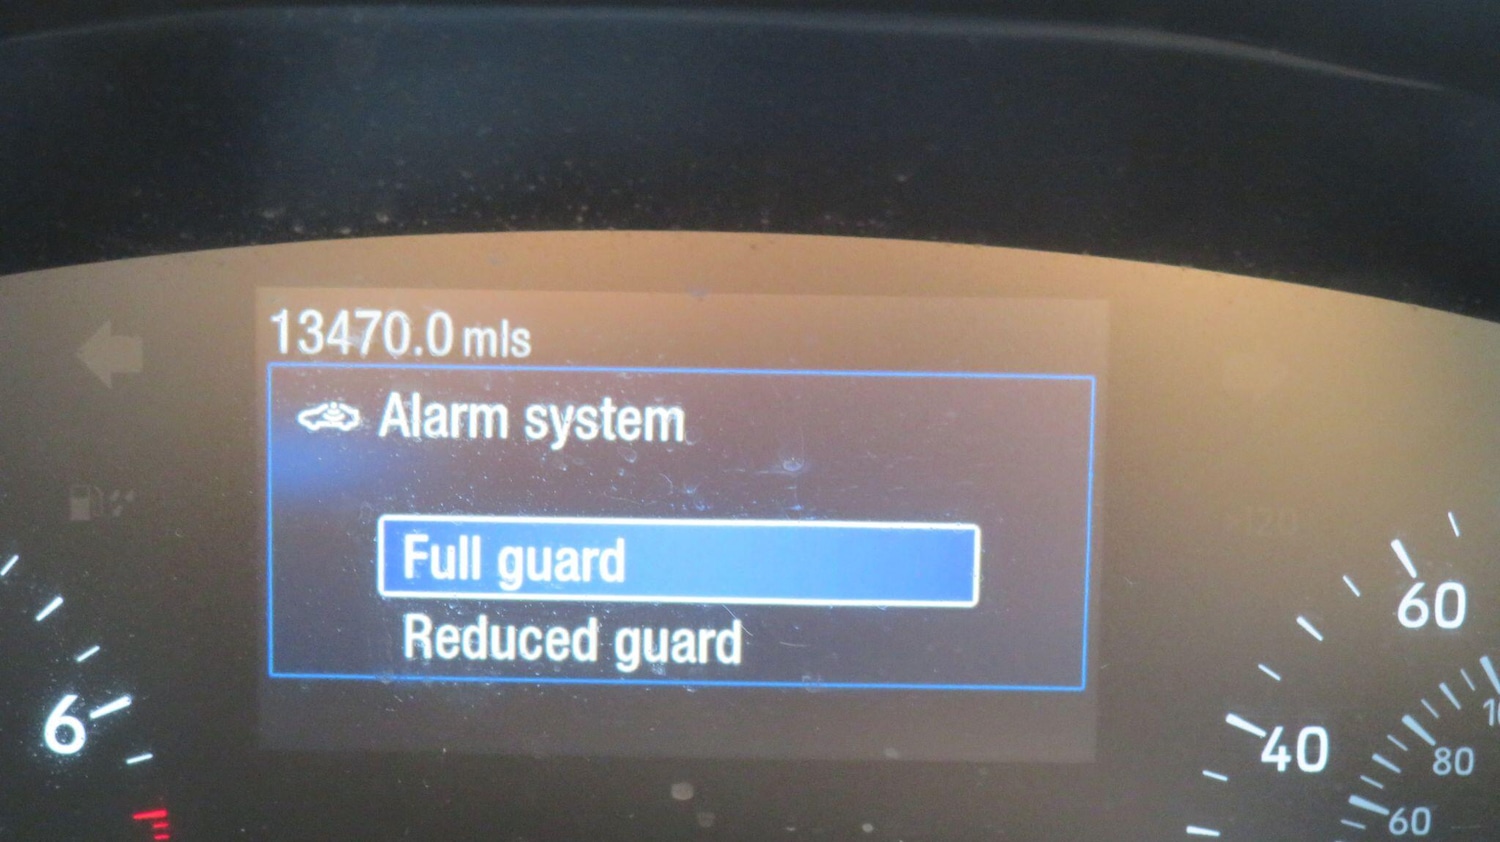 13470.0 mls
Alarm system
Full guard
Reduced guard
6
60
40
80
60